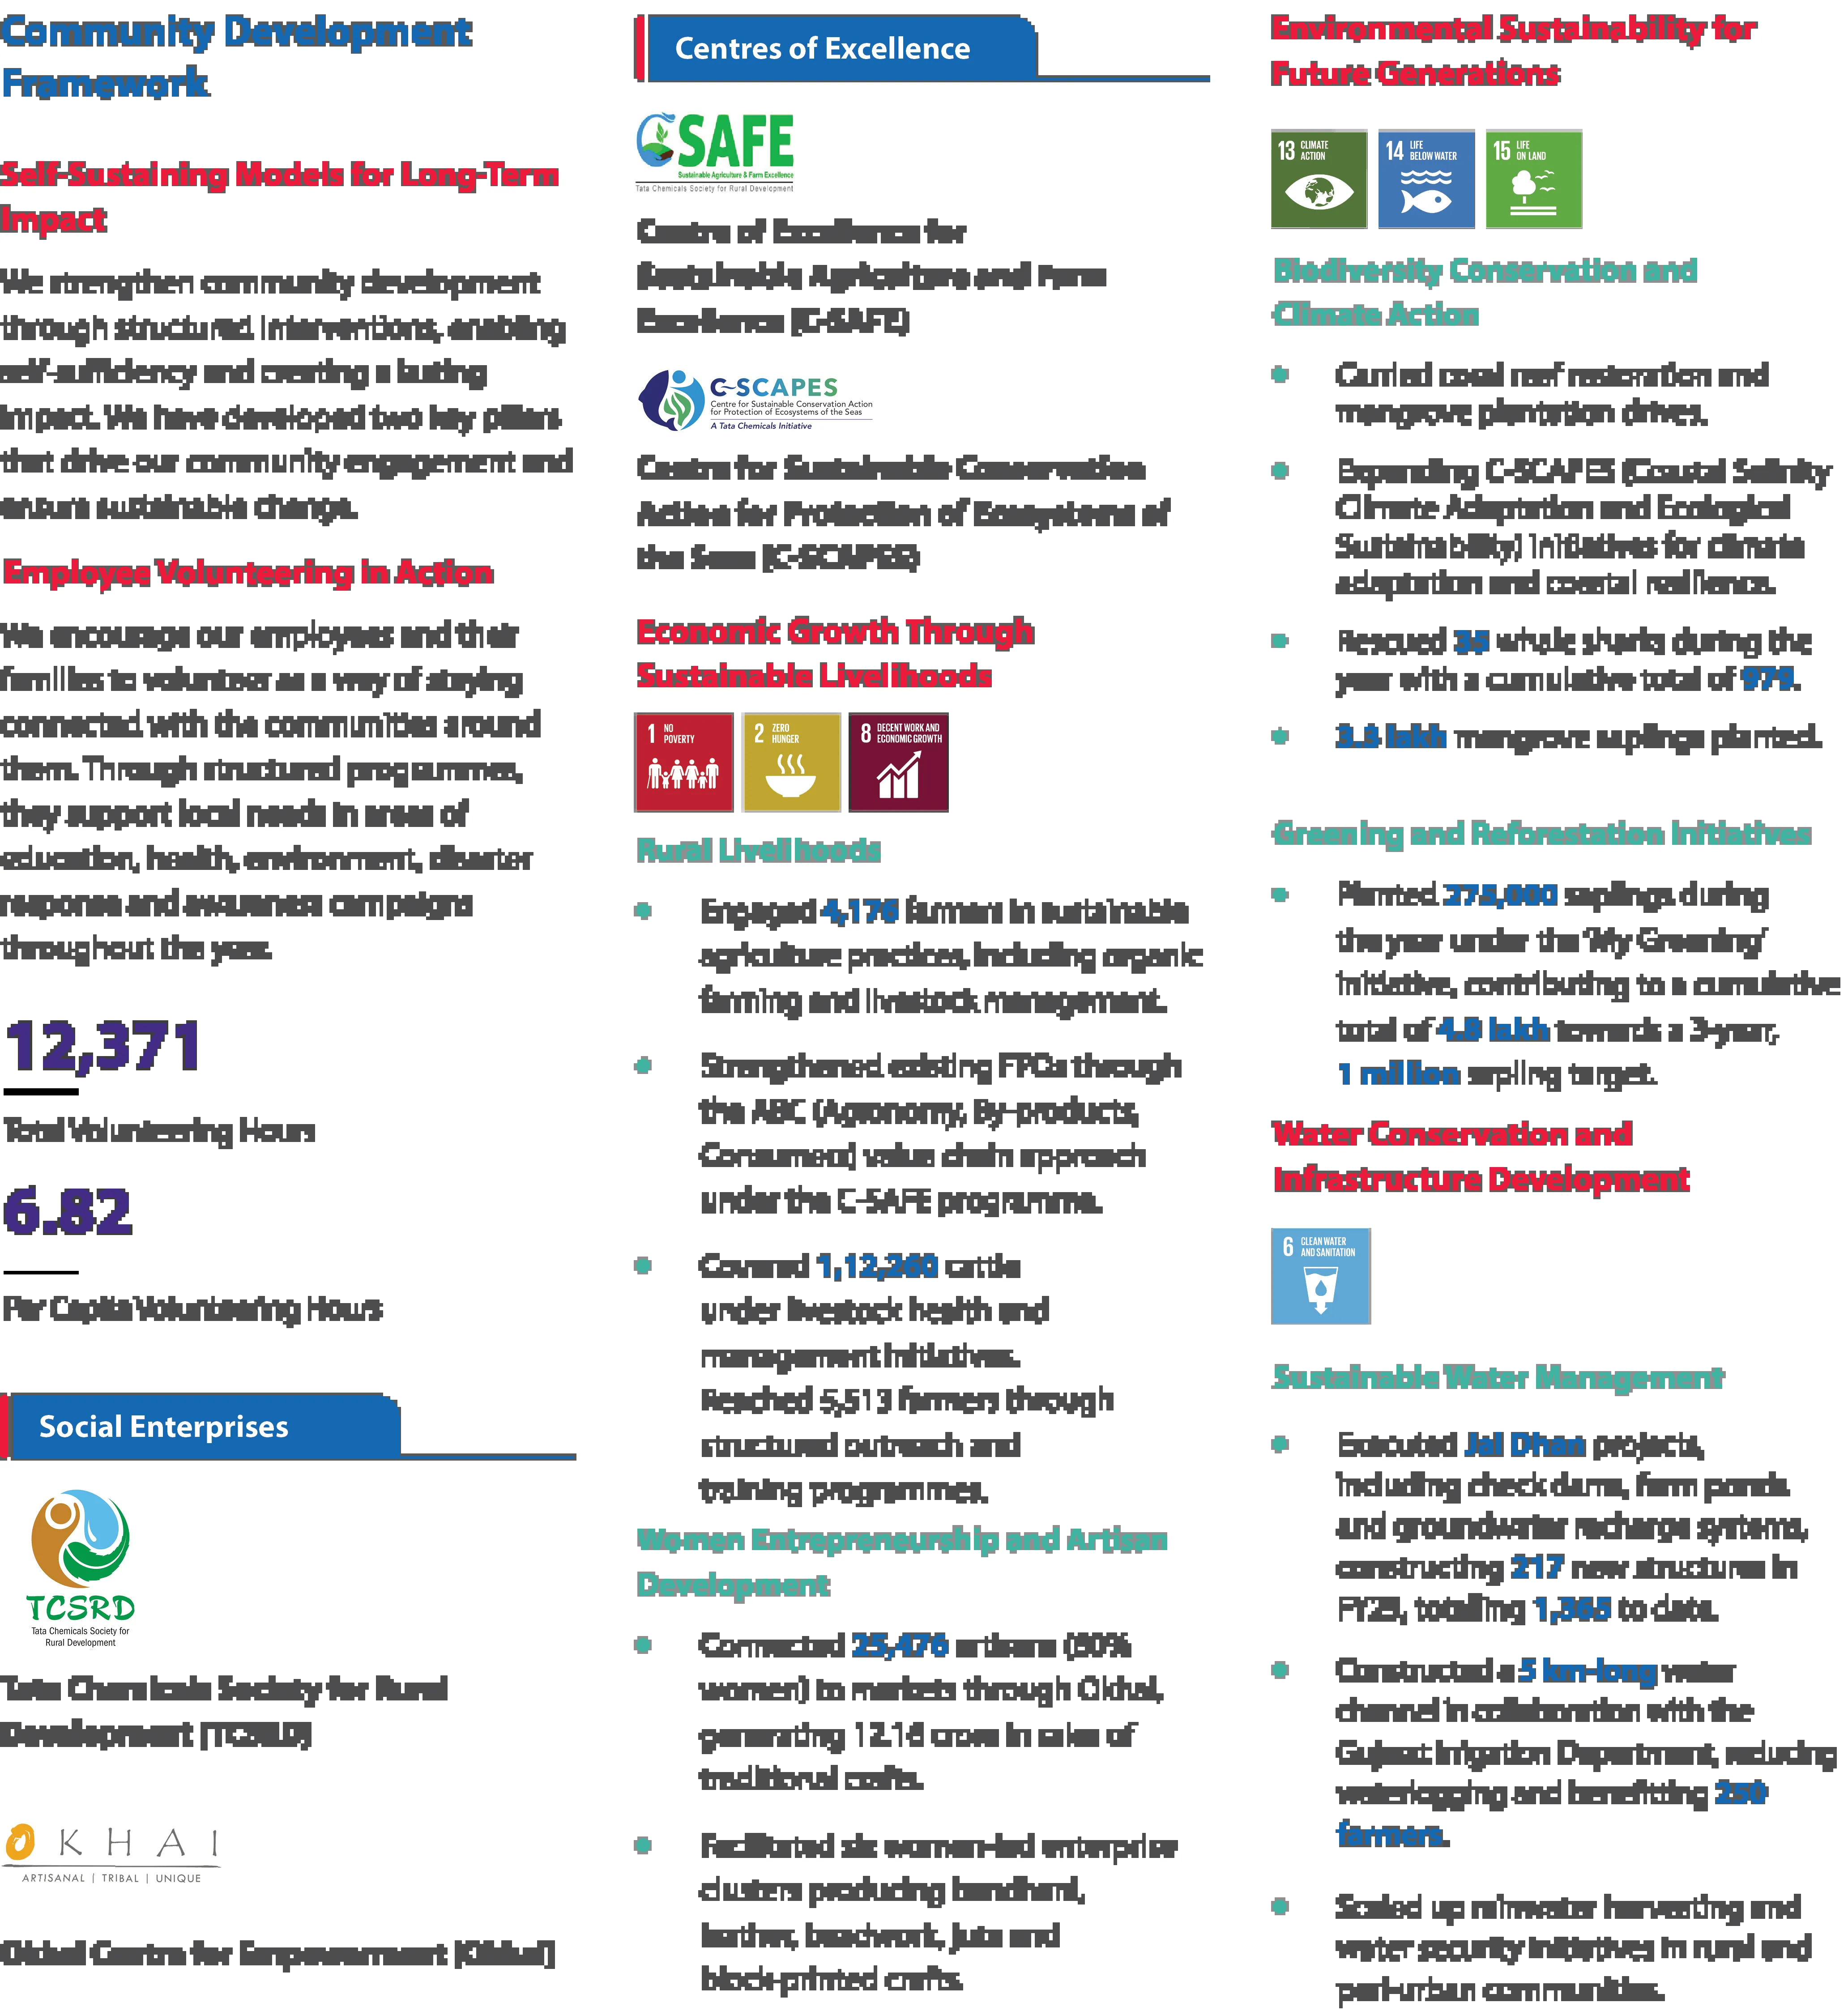 Community Development
Framework
Self-Sustaining Models for Long-Term
Impact
We strengthen community development
through structured interventions, enabling
self-sufficiency and creating a lasting
impact. We have developed two key pillars
that drive our community engagement and
ensure sustainable change.
Employee Volunteering in Action
We encourage our employees and their
families to volunteer as a way of staying
connected with the communities around
them. Through structured programmes,
they support local needs in areas of
education, health, environment, disaster
response and awareness campaigns
throughout the year.
12,371
Total Volunteering Hours
6.82
Per Capita Volunteering Hours
Social Enterprises
TCSRD
Tata Chemicals Society for
Rural Development
Tata Chemicals Society for Rural
Development (TCSRD)
OKHAI
ARTISANAL | TRIBAL | UNIQUE
Okhai Centre for Empowerment (Okhai)
Centres of Excellence
C SAFE
Sustainable Agriculture & Farm Excellence
Tata Chemicals Society for Rural Development
Centre of Excellence for
Sustainable Agriculture and Farm
Excellence (C-SAFE)
C~SCAPES
Centre for Sustainable Conservation Action
for Protection of Ecosystems of the Seas
A Tata Chemicals Initiative
Centre for Sustainable Conservation
Action for Protection of Ecosystems of
the Seas (C-SCAPES)
Economic Growth Through
Sustainable Livelihoods
1 NO
POVERTY
2 ZERO
HUNGER
8 DECENT WORK AND
ECONOMIC GROWTH
Rural Livelihoods
Engaged 4,176 farmers in sustainable
agriculture practices, including organic
farming and livestock management.
Strengthened existing FPCs through
the ABC (Agronomy, By-products,
Consumers) value chain approach
under the C-SAFE programme.
Covered 1,12,260 cattle
under livestock health and
management initiatives.
Reached 5,513 farmers through
structured outreach and
training programmes.
Women Entrepreneurship and Artisan
Development
Connected 25,476 artisans (80%
women) to markets through Okhai,
generating 12.16 crore in sales of
traditional crafts.
Facilitated six women-led enterprise
clusters producing bandhani,
leather, beadwork, jute and
block-printed crafts.
Environmental Sustainability for
Future Generations
13 CLIMATE
ACTION
14 LIFE
BELOW WATER
15 LIFE
ON LAND
Biodiversity Conservation and
Climate Action
Carried coral reef restoration and
mangrove plantation drives.
Expanding C-SCAPES (Coastal Salinity
Climate Adaptation and Ecological
Sustainability) initiatives for climate
adaptation and coastal resilience.
Rescued 35 whale sharks during the
year with a cumulative total of 979.
3.3 lakh mangrove saplings planted.
Greening and Reforestation Initiatives
Planted 275,000 saplings during
the year under the 'My Greening'
initiative, contributing to a cumulative
total of 4.8 lakh towards a 3-year,
1 million sapling target.
Water Conservation and
Infrastructure Development
6 CLEAN WATER
AND SANITATION
Sustainable Water Management
Executed Jal Dhan projects,
including check dams, farm ponds
and groundwater recharge systems,
constructing 217 new structures in
FY25, totalling 1,365 to date.
Constructed a 5 km-long water
channel in collaboration with the
Gujarat Irrigation Department, reducing
waterlogging and benefitting 250
farmers.
Scaled up rainwater harvesting and
water security initiatives in rural and
peri-urban communities.